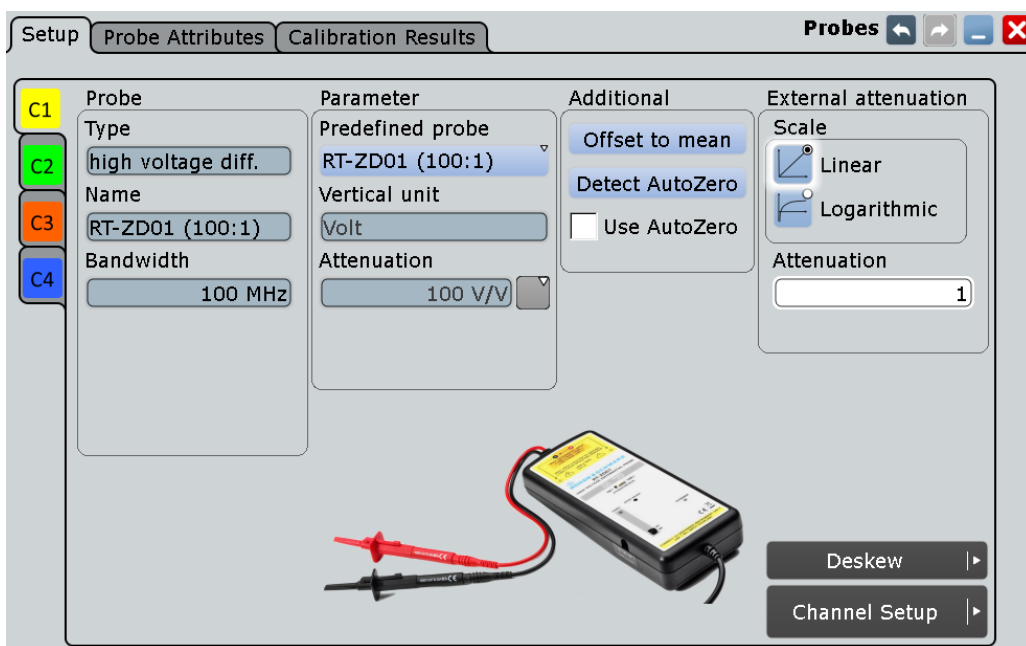 Setup
Probe Attributes
Calibration Results
Probes
C1
C2
C3
C4
Probe
Type
high voltage diff.
Name
RT-ZD01 (100:1)
Bandwidth
100 MHz
Parameter
Predefined probe
RT-ZD01 (100:1)
Vertical unit
Volt
Attenuation
100 V/V
Additional
Offset to mean
Detect AutoZero
Use AutoZero
External attenuation
Scale
Linear
Logarithmic
Attenuation
1
Deskew
Channel Setup